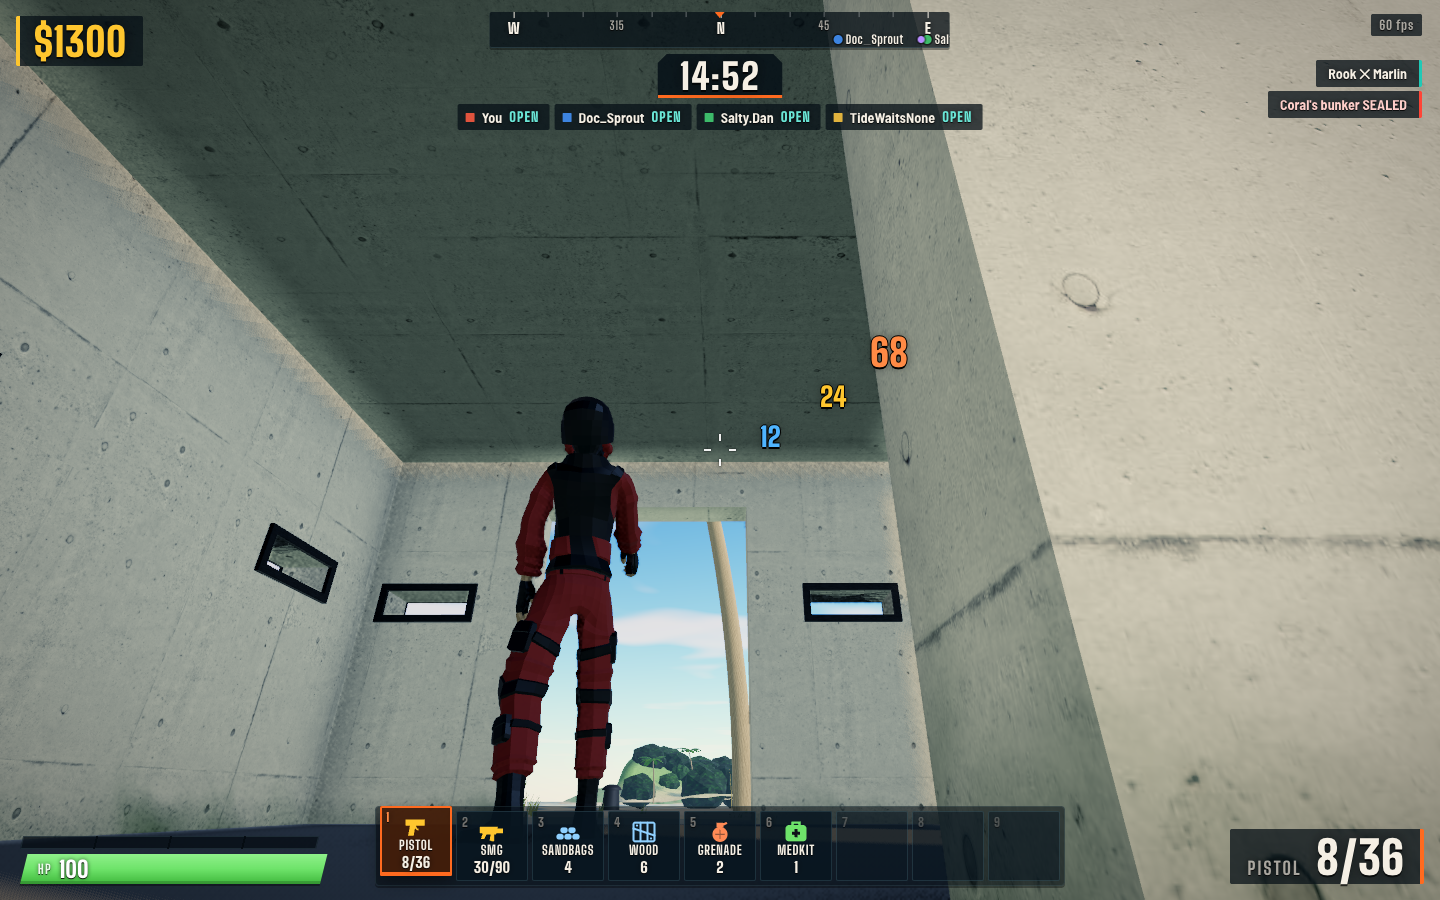 $1300
W 315 N 45 E
Doc_Sprout Sal
60 fps
14:52
Rook X Marlin
Coral's bunker SEALED
You OPEN
Doc_Sprout OPEN
Salty.Dan OPEN
TideWaitsNone OPEN
68
24
12
HP 100
1 PISTOL 8/36
2 SMG 30/90
3 SANDBAGS 4
4 WOOD 6
5 GRENADE 2
6 MEDKIT 1
7
8
9
PISTOL 8/36